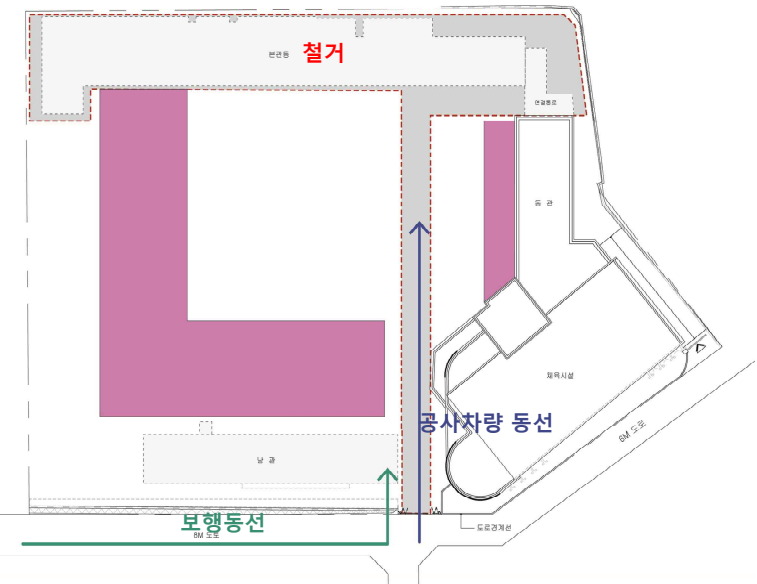 본관동
철거
연결통로
동 관
체육시설
공사차량 동선
6M 도로
남 관
보행동선
도로경계선
8M 도로